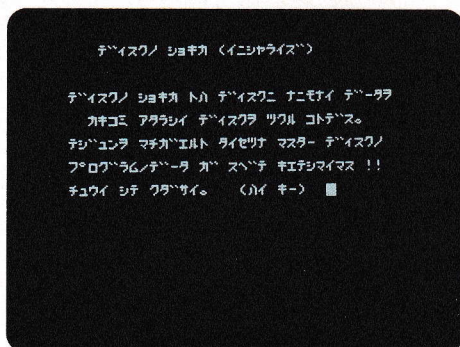 ディスクノ ショキカ (イニシャライズ)
ディスクノ ショキカ トハ ディスクニ ナニモナイ データヲ
カキコミ アタラシイ ディスクヲ ツクル コトデス。
テジュンヲ マチガエルト タイセツナ マスター ディスクノ
プログラム/データ ガ スベテ キエテシマイマス !!
チュウイ シテ クダサイ。 (ハイ キー)